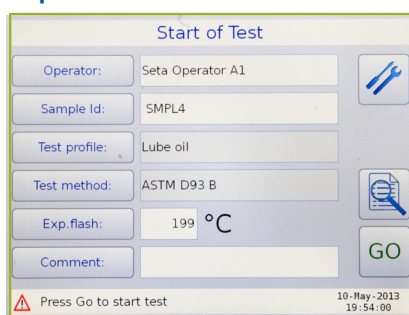 Start of Test
Operator: Seta Operator A1
Sample Id: SMPL4
Test profile: Lube oil
Test method: ASTM D93 B
Exp.flash: 199 °C
Comment:
GO
Press Go to start test
10-May-2013
19:54:00